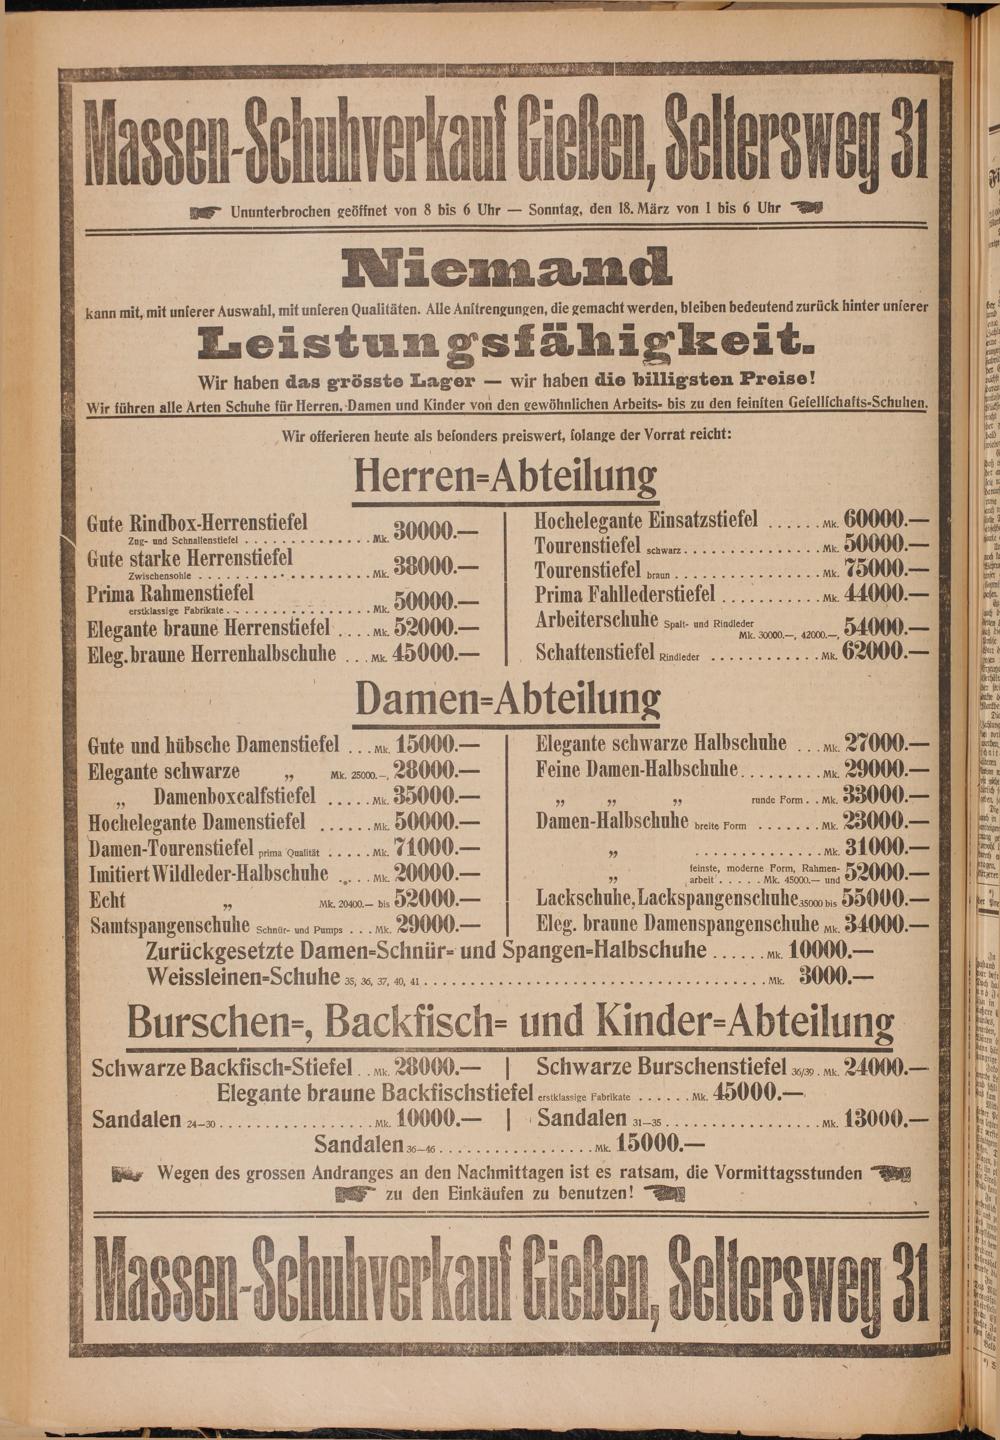 Massen-Schuhverkauf Gießen, Seltersweg 31
Ununterbrochen geöffnet von 8 bis 6 Uhr — Sonntag, den 18. März von 1 bis 6 Uhr
Niemand
kann mit, mit unserer Auswahl, mit unseren Qualitäten. Alle Anstrengungen, die gemacht werden, bleiben bedeutend zurück hinter unserer
Leistungsfähigkeit.
Wir haben das grösste Lager — wir haben die billigsten Preise!
Wir führen alle Arten Schuhe für Herren, Damen und Kinder von den gewöhnlichen Arbeits- bis zu den feinsten Gesellschafts-Schuhen.
Wir offerieren heute als besonders preiswert, solange der Vorrat reicht:
Herren=Abteilung
Gute Rindbox-Herrenstiefel
Zug- und Schnallenstiefel . . . . . . . . . . . . . . Mk. 30000.—
Gute starke Herrenstiefel
Zwischensohle . . . . . . . . . . . . . . . . . . . Mk. 38000.—
Prima Rahmenstiefel
erstklassige Fabrikate . . . . . . . . . . . . . . . Mk. 50000.—
Elegante braune Herrenstiefel . . . . Mk. 52000.—
Eleg. braune Herrenhalbschuhe . . . Mk. 45000.—
Hochelegante Einsatzstiefel . . . . . . Mk. 60000.—
Tourenstiefel schwarz . . . . . . . . . . . . . . . Mk. 50000.—
Tourenstiefel braun . . . . . . . . . . . . . . . . Mk. 75000.—
Prima Fahllederstiefel . . . . . . . . . . Mk. 44000.—
Arbeiterschuhe Spalt- und Rindleder
Mk. 30000.—, 42000.—, 54000.—
Schaftenstiefel Rindleder . . . . . . . . . . . . Mk. 62000.—
Damen=Abteilung
Gute und hübsche Damenstiefel . . . Mk. 15000.—
Elegante schwarze „ Mk. 25000.—, 28000.—
„ Damenboxcalfstiefel . . . . . Mk. 35000.—
Hochelegante Damenstiefel . . . . . . Mk. 50000.—
Damen-Tourenstiefel prima Qualität . . . . . Mk. 71000.—
Imitiert Wildleder-Halbschuhe . . . . Mk. 20000.—
Echt „ Mk. 20400.— bis 52000.—
Samtspangenschuhe Schnür- und Pumps . . . Mk. 29000.—
Elegante schwarze Halbschuhe . . . Mk. 27000.—
Feine Damen-Halbschuhe . . . . . . . . . Mk. 29000.—
„ „ „ runde Form . . Mk. 33000.—
Damen-Halbschuhe breite Form . . . . . . . Mk. 23000.—
„ . . . . . . . . . . . . . . Mk. 31000.—
„ feinste, moderne Form, Rahmen-
arbeit . . . . . Mk. 45000.— und 52000.—
Lackschuhe, Lackspangenschuhe 35000 bis 55000.—
Eleg. braune Damenspangenschuhe Mk. 34000.—
Zurückgesetzte Damen=Schnür= und Spangen=Halbschuhe . . . . . . Mk. 10000.—
Weissleinen=Schuhe 35, 36, 37, 40, 41 . . . . . . . . . . . . . . . . . . . . . . . . . . . . . . . . . . . . . . . Mk. 3000.—
Burschen=, Backfisch= und Kinder=Abteilung
Schwarze Backfisch=Stiefel . . Mk. 28000.—
Schwarze Burschenstiefel 36/39 . Mk. 24000.—
Elegante braune Backfischstiefel erstklassige Fabrikate . . . . . . Mk. 45000.—
Sandalen 24—30 . . . . . . . . . . . . . . . . . . Mk. 10000.—
Sandalen 31—35 . . . . . . . . . . . . . . . . . . Mk. 13000.—
Sandalen 36—46 . . . . . . . . . . . . . . . . . . Mk. 15000.—
Wegen des grossen Andranges an den Nachmittagen ist es ratsam, die Vormittagsstunden
zu den Einkäufen zu benutzen!
Massen-Schuhverkauf Gießen, Seltersweg 31